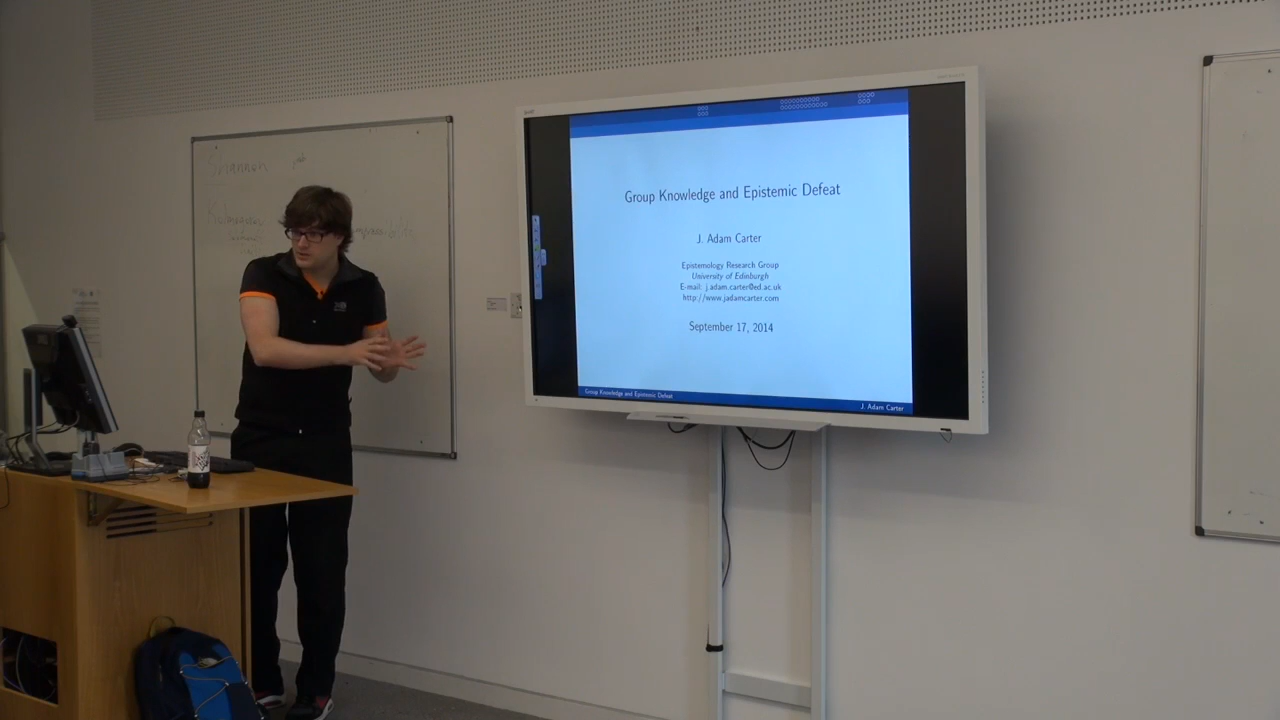 Shannon
Group Knowledge and Epistemic Defeat
J. Adam Carter
Epistemology Research Group
University of Edinburgh
E-mail: j.adam.carter@ed.ac.uk
http://www.jadamcarter.com
September 17, 2014
Group Knowledge and Epistemic Defeat
J. Adam Carter